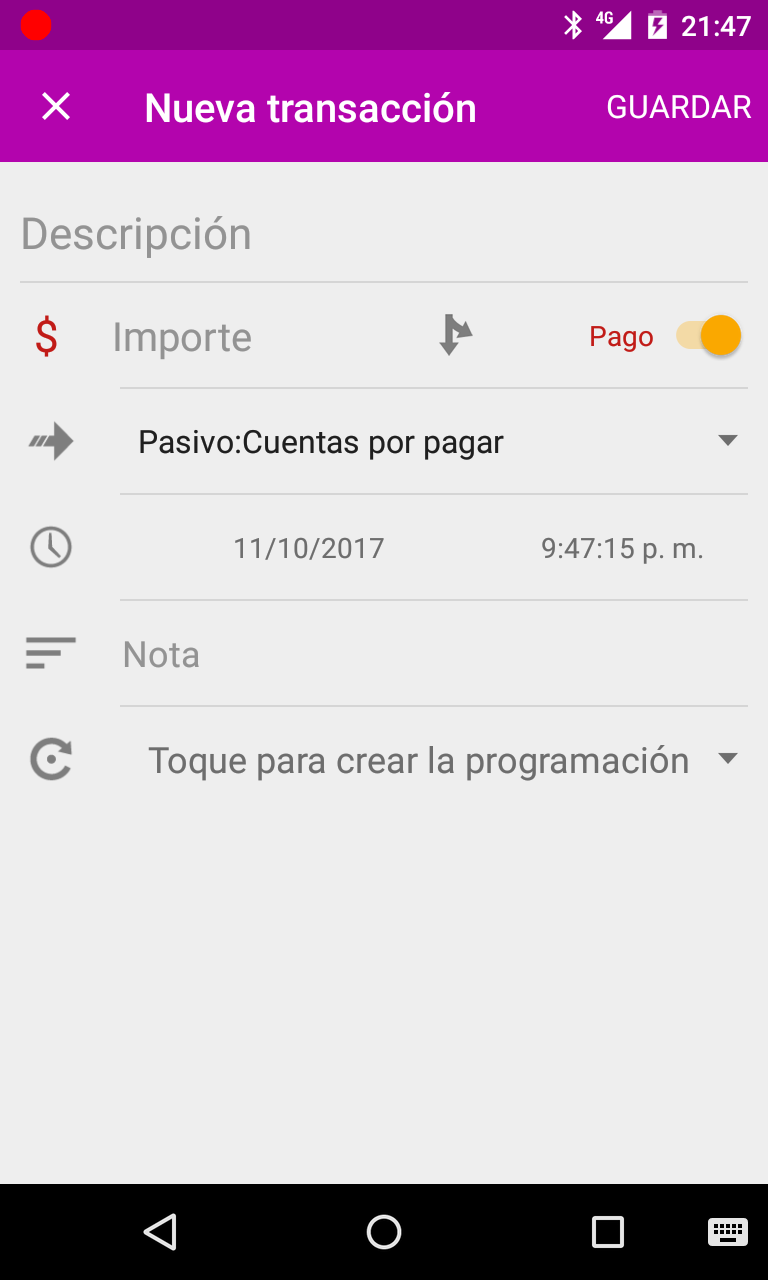 4G 21:47
Nueva transacción GUARDAR
Descripción
$ Importe Pago
Pasivo:Cuentas por pagar
11/10/2017 9:47:15 p. m.
Nota
Toque para crear la programación